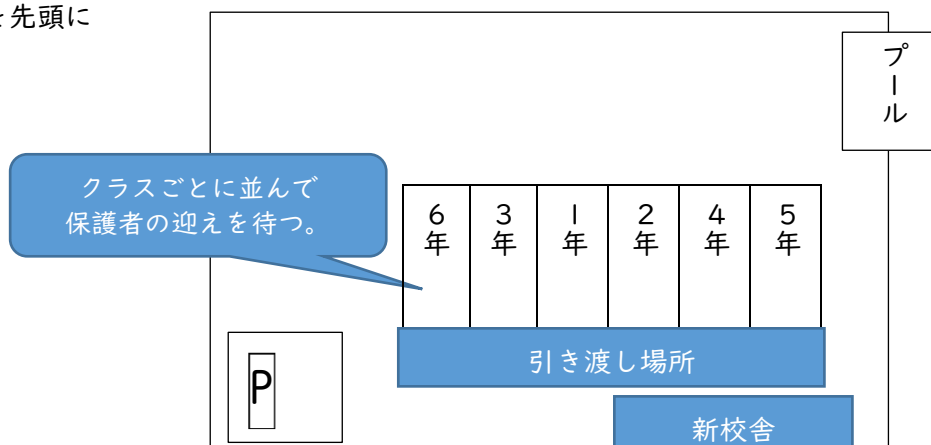 先頭に
プール
クラスごとに並んで
保護者の迎えを待つ。
6年
3年
1年
2年
4年
5年
引き渡し場所
P
新校舎